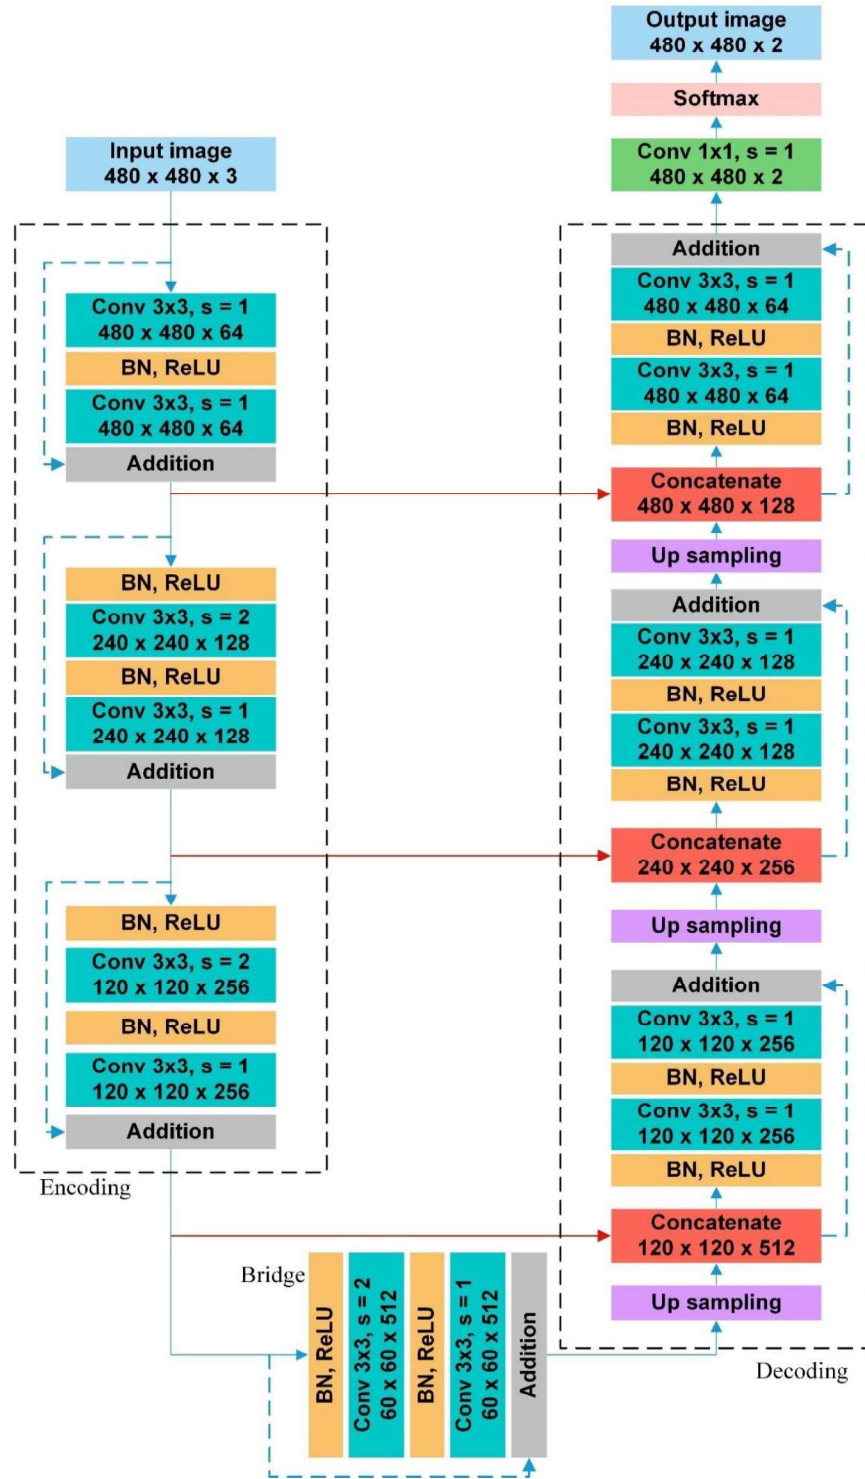 Input image
480 x 480 x 3
Conv 3x3, s = 1
480 x 480 x 64
BN, ReLU
Conv 3x3, s = 1
480 x 480 x 64
Addition
BN, ReLU
Conv 3x3, s = 2
240 x 240 x 128
BN, ReLU
Conv 3x3, s = 1
240 x 240 x 128
Addition
BN, ReLU
Conv 3x3, s = 2
120 x 120 x 256
BN, ReLU
Conv 3x3, s = 1
120 x 120 x 256
Addition
Encoding
Bridge
BN, ReLU
Conv 3x3, s = 2
60 x 60 x 512
BN, ReLU
Conv 3x3, s = 1
60 x 60 x 512
Addition
Output image
480 x 480 x 2
Softmax
Conv 1x1, s = 1
480 x 480 x 2
Addition
Conv 3x3, s = 1
480 x 480 x 64
BN, ReLU
Conv 3x3, s = 1
480 x 480 x 64
BN, ReLU
Concatenate
480 x 480 x 128
Up sampling
Addition
Conv 3x3, s = 1
240 x 240 x 128
BN, ReLU
Conv 3x3, s = 1
240 x 240 x 128
BN, ReLU
Concatenate
240 x 240 x 256
Up sampling
Addition
Conv 3x3, s = 1
120 x 120 x 256
BN, ReLU
Conv 3x3, s = 1
120 x 120 x 256
BN, ReLU
Concatenate
120 x 120 x 512
Up sampling
Decoding